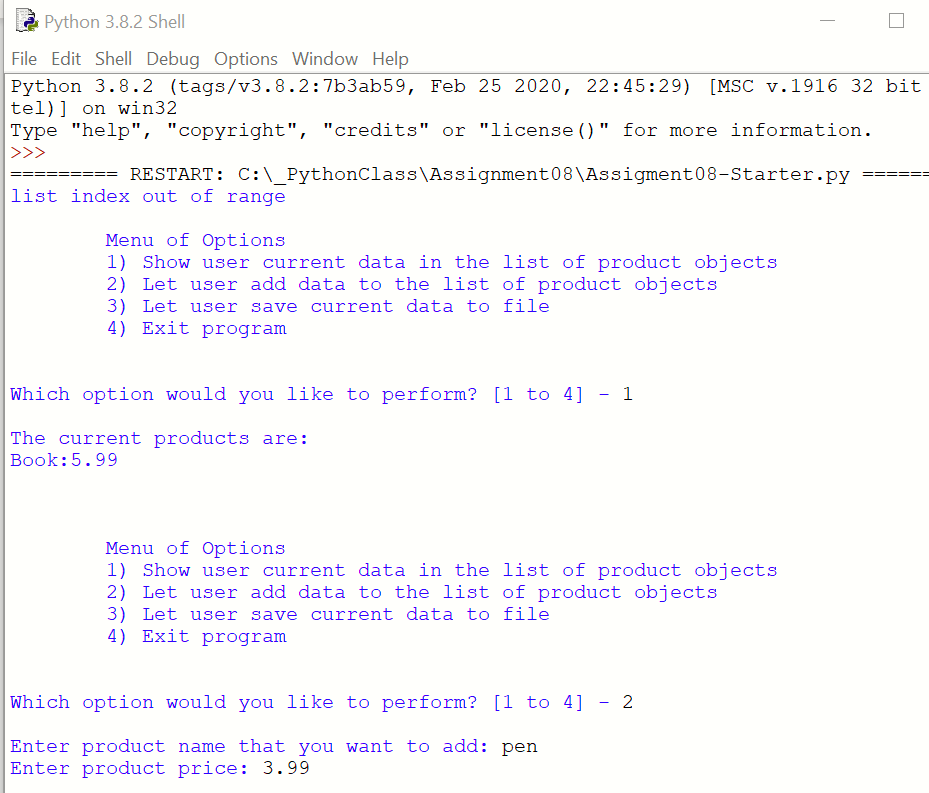 Python 3.8.2 Shell
File Edit Shell Debug Options Window Help
Python 3.8.2 (tags/v3.8.2:7b3ab59, Feb 25 2020, 22:45:29) [MSC v.1916 32 bit
tel)] on win32
Type "help", "copyright", "credits" or "license()" for more information.
>>>
========= RESTART: C:\_PythonClass\Assignment08\Assigment08-Starter.py ======
list index out of range
Menu of Options
1) Show user current data in the list of product objects
2) Let user add data to the list of product objects
3) Let user save current data to file
4) Exit program
Which option would you like to perform? [1 to 4] - 1
The current products are:
Book:5.99
Menu of Options
1) Show user current data in the list of product objects
2) Let user add data to the list of product objects
3) Let user save current data to file
4) Exit program
Which option would you like to perform? [1 to 4] - 2
Enter product name that you want to add: pen
Enter product price: 3.99